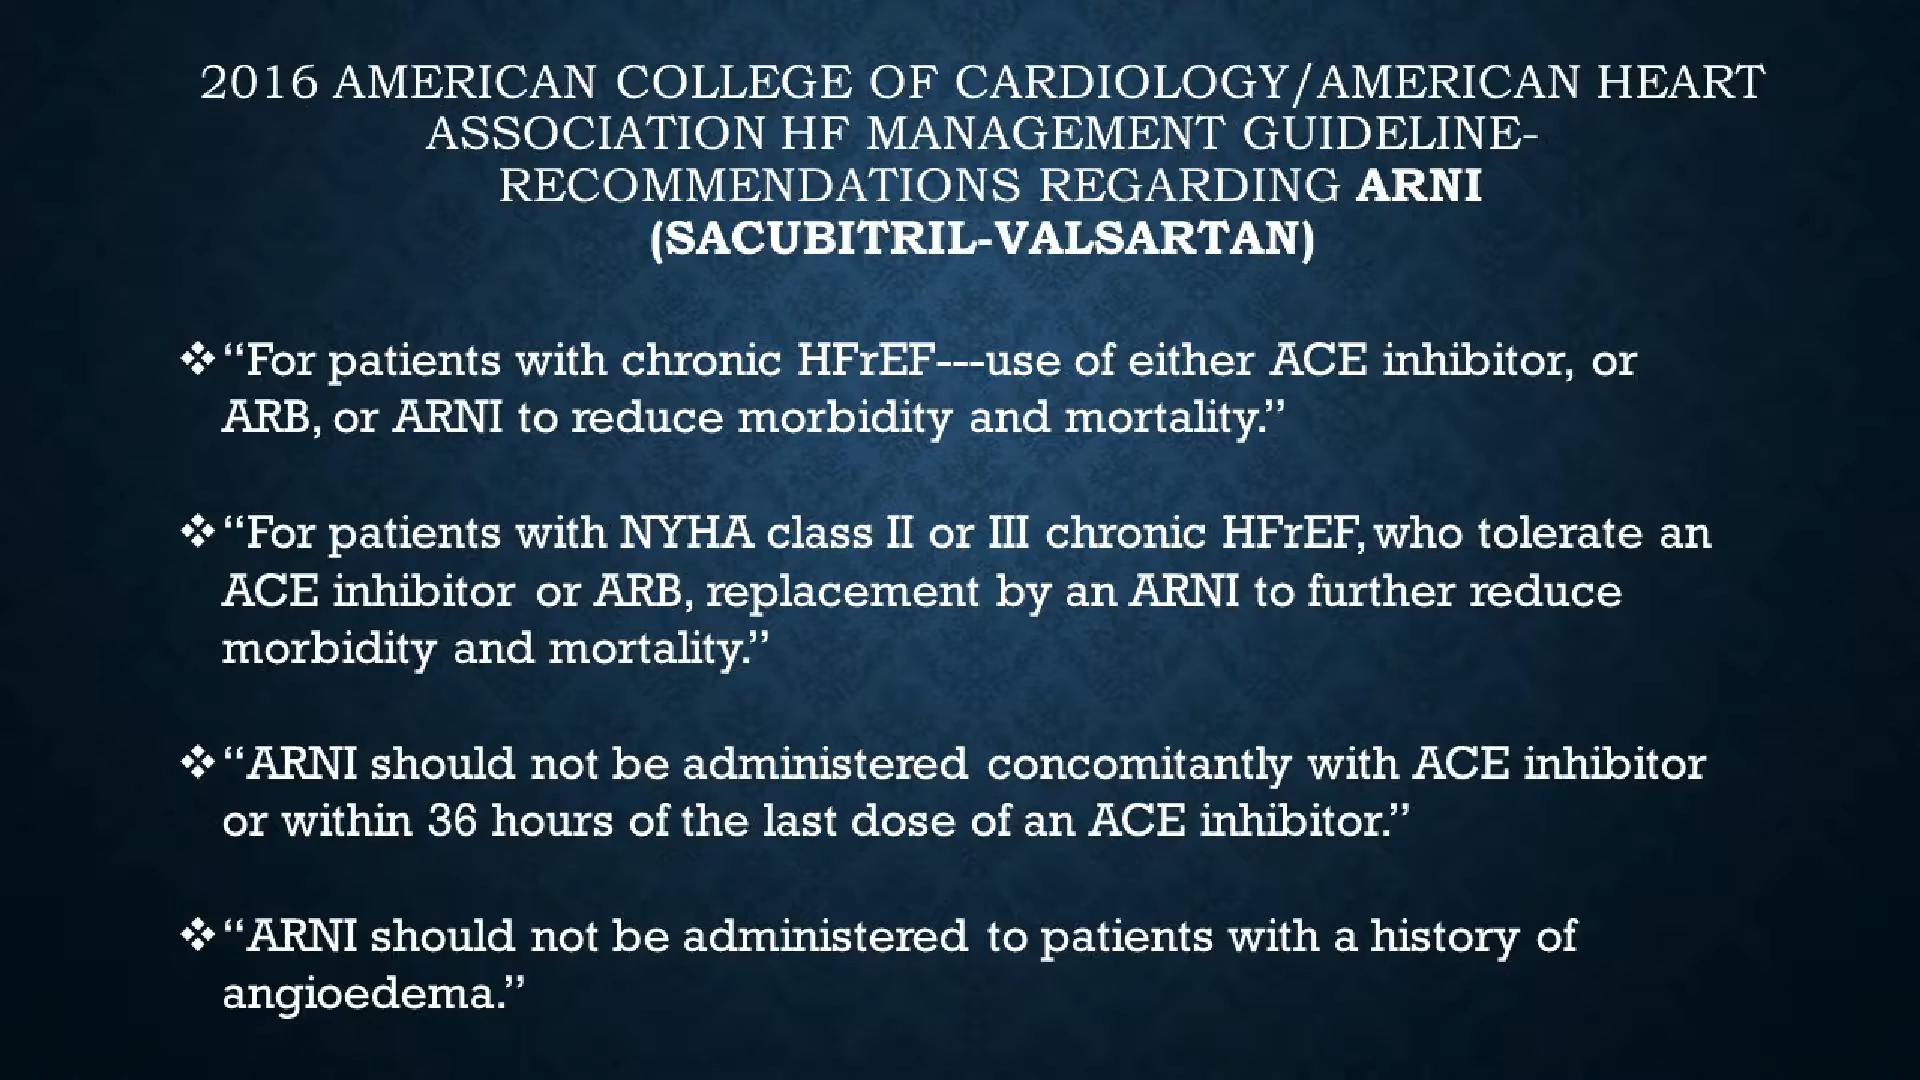 2016 AMERICAN COLLEGE OF CARDIOLOGY/AMERICAN HEART
ASSOCIATION HF MANAGEMENT GUIDELINE-
RECOMMENDATIONS REGARDING ARNI
(SACUBITRIL-VALSARTAN)
❖“For patients with chronic HFrEF---use of either ACE inhibitor, or
ARB, or ARNI to reduce morbidity and mortality.”
❖“For patients with NYHA class II or III chronic HFrEF, who tolerate an
ACE inhibitor or ARB, replacement by an ARNI to further reduce
morbidity and mortality.”
❖“ARNI should not be administered concomitantly with ACE inhibitor
or within 36 hours of the last dose of an ACE inhibitor.”
❖“ARNI should not be administered to patients with a history of
angioedema.”